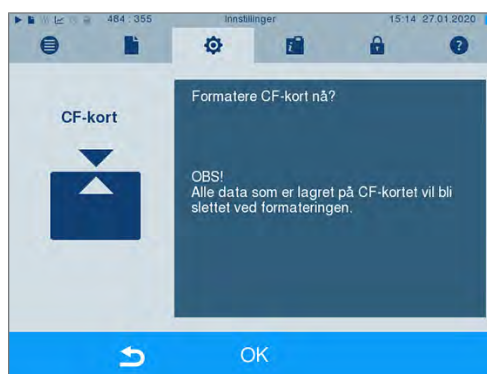 484 : 355 Innstillinger 15:14 27.01.2020
CF-kort
Formatere CF-kort nå?
OBS!
Alle data som er lagret på CF-kortet vil bli
slettet ved formateringen.
OK